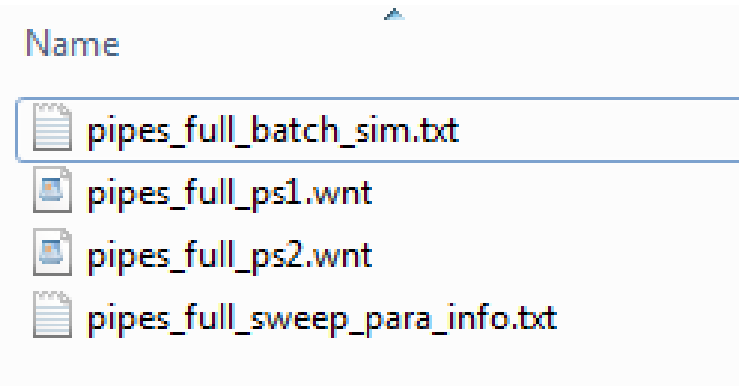 Name
pipes_full_batch_sim.txt
pipes_full_ps1.wnt
pipes_full_ps2.wnt
pipes_full_sweep_para_info.txt